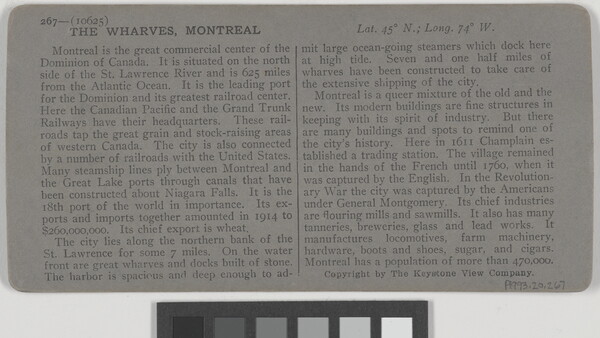 267—(10625)
THE WHARVES, MONTREAL
Lat. 45° N.; Long. 74° W.
Montreal is the great commercial center of the
Dominion of Canada. It is situated on the north
side of the St. Lawrence River and is 625 miles
from the Atlantic Ocean. It is the leading port
for the Dominion and its greatest railroad center.
Here the Canadian Pacific and the Grand Trunk
Railways have their headquarters. These rail-
roads tap the great grain and stock-raising areas
of western Canada. The city is also connected
by a number of railroads with the United States.
Many steamship lines ply between Montreal and
the Great Lake ports through canals that have
been constructed about Niagara Falls. It is the
18th port of the world in importance. Its ex-
ports and imports together amounted in 1914 to
$260,000,000. Its chief export is wheat.
The city lies along the northern bank of the
St. Lawrence for some 7 miles. On the water
front are great wharves and docks built of stone.
The harbor is spacious and deep enough to ad-
mit large ocean-going steamers which dock here
at high tide. Seven and one half miles of
wharves have been constructed to take care of
the extensive shipping of the city.
Montreal is a queer mixture of the old and the
new. Its modern buildings are fine structures in
keeping with its spirit of industry. But there
are many buildings and spots to remind one of
the city's history. Here in 1611 Champlain es-
tablished a trading station. The village remained
in the hands of the French until 1760, when it
was captured by the English. In the Revolution-
ary War the city was captured by the Americans
under General Montgomery. Its chief industries
are flouring mills and sawmills. It also has many
tanneries, breweries, glass and lead works. It
manufactures locomotives, farm machinery,
hardware, boots and shoes, sugar, and cigars.
Montreal has a population of more than 470,000.
Copyright by The Keystone View Company.